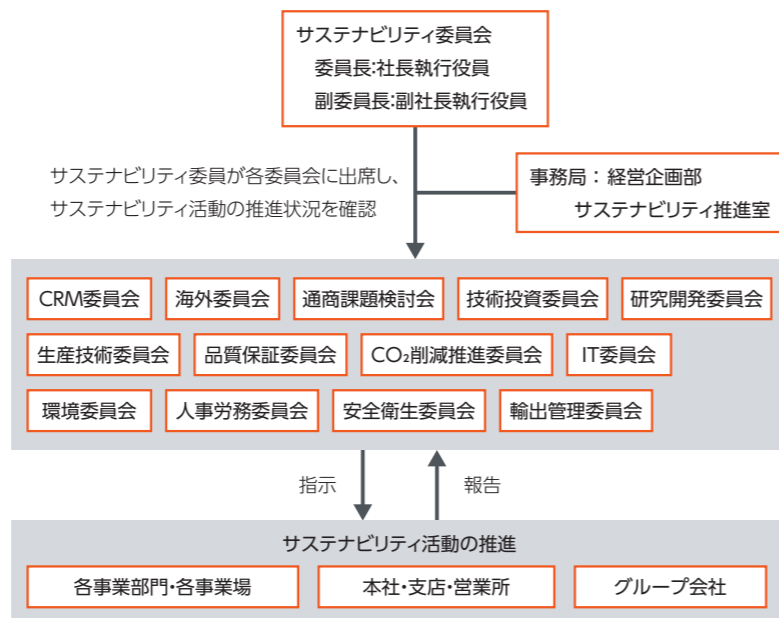 サステナビリティ委員会
委員長:社長執行役員
副委員長:副社長執行役員
サステナビリティ委員が各委員会に出席し、
サステナビリティ活動の推進状況を確認
事務局：経営企画部
サステナビリティ推進室
CRM委員会 海外委員会 通商課題検討会 技術投資委員会 研究開発委員会
生産技術委員会 品質保証委員会 CO₂削減推進委員会 IT委員会
環境委員会 人事労務委員会 安全衛生委員会 輸出管理委員会
指示 報告
サステナビリティ活動の推進
各事業部門・各事業場 本社・支店・営業所 グループ会社